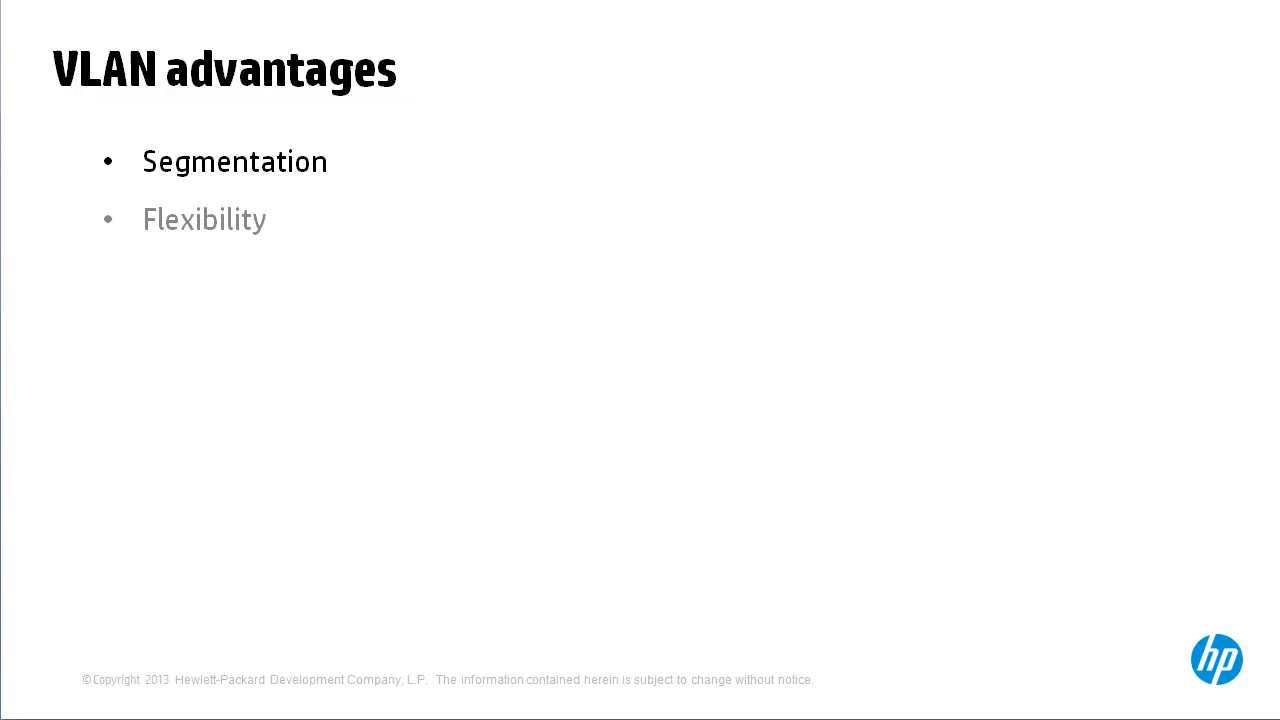 VLAN advantages
• Segmentation
• Flexibility
hp
© Copyright 2013 Hewlett-Packard Development Company, L.P. The information contained herein is subject to change without notice.